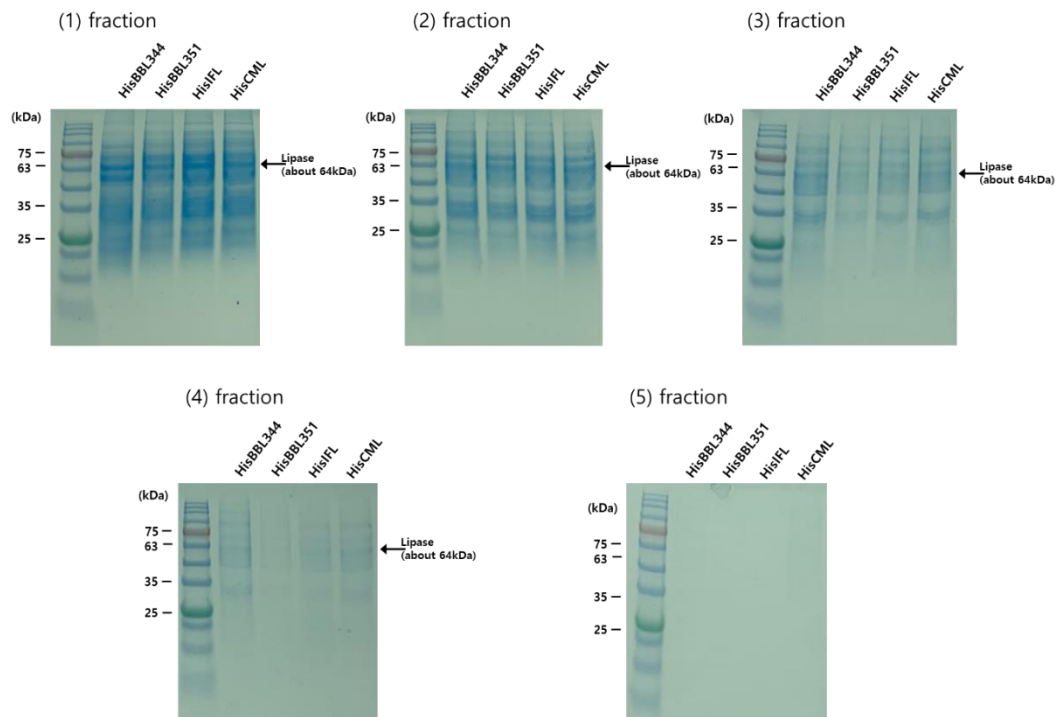 (1) fraction
HisBBL344
HisBBL351
HisIFL
HisCML
(kDa)
75
63
35
25
Lipase
(about 64kDa)
(2) fraction
HisBBL344
HisBBL351
HisIFL
HisCML
(kDa)
75
63
35
25
Lipase
(about 64kDa)
(3) fraction
HisBBL344
HisBBL351
HisIFL
HisCML
(kDa)
75
63
35
25
Lipase
(about 64kDa)
(4) fraction
HisBBL344
HisBBL351
HisIFL
HisCML
(kDa)
75
63
35
25
Lipase
(about 64kDa)
(5) fraction
HisBBL344
HisBBL351
HisIFL
HisCML
(kDa)
75
63
35
25